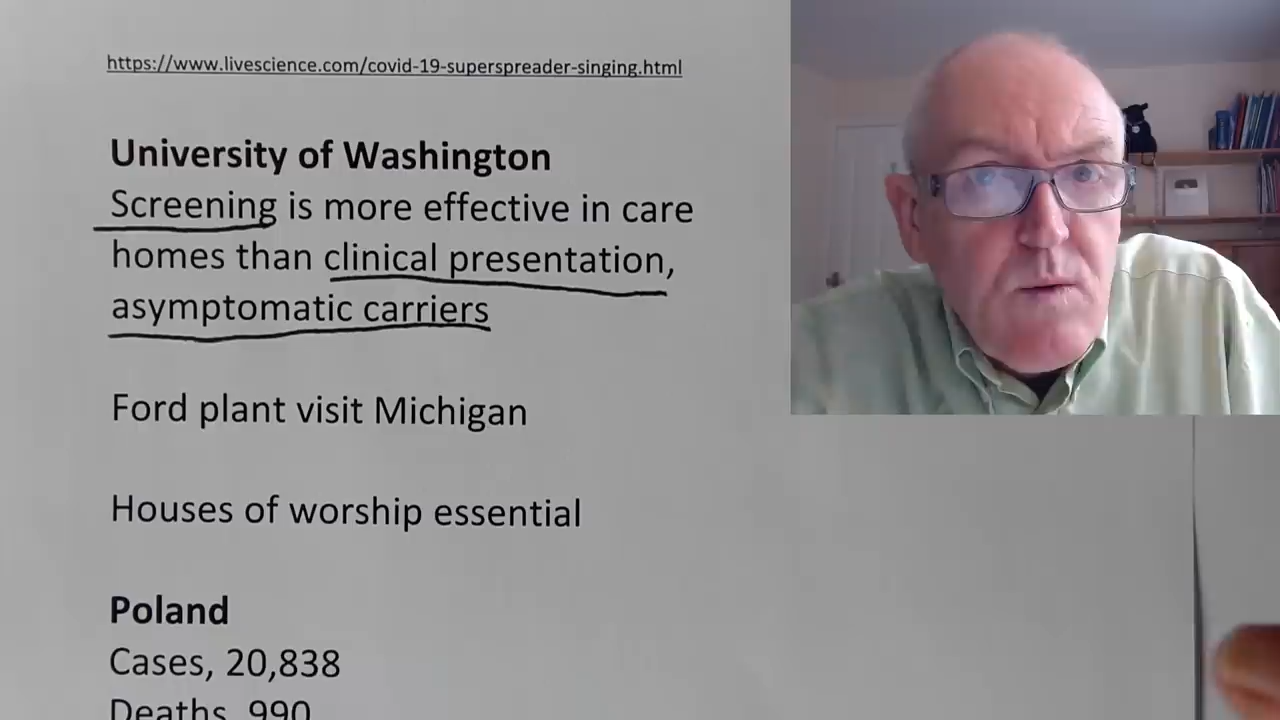 https://www.livescience.com/covid-19-superspreader-singing.html
University of Washington
Screening is more effective in care
homes than clinical presentation,
asymptomatic carriers
Ford plant visit Michigan
Houses of worship essential
Poland
Cases, 20,838
Deaths, 990